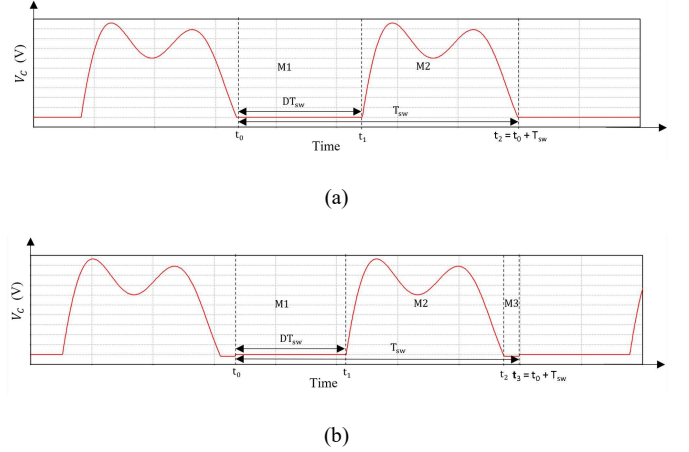 V_C (V)
M1
M2
DT_sw
T_sw
t_0
t_1
t_2 = t_0 + T_sw
Time
(a)
V_C (V)
M1
M2
M3
DT_sw
T_sw
t_0
t_1
t_2
t_3 = t_0 + T_sw
Time
(b)